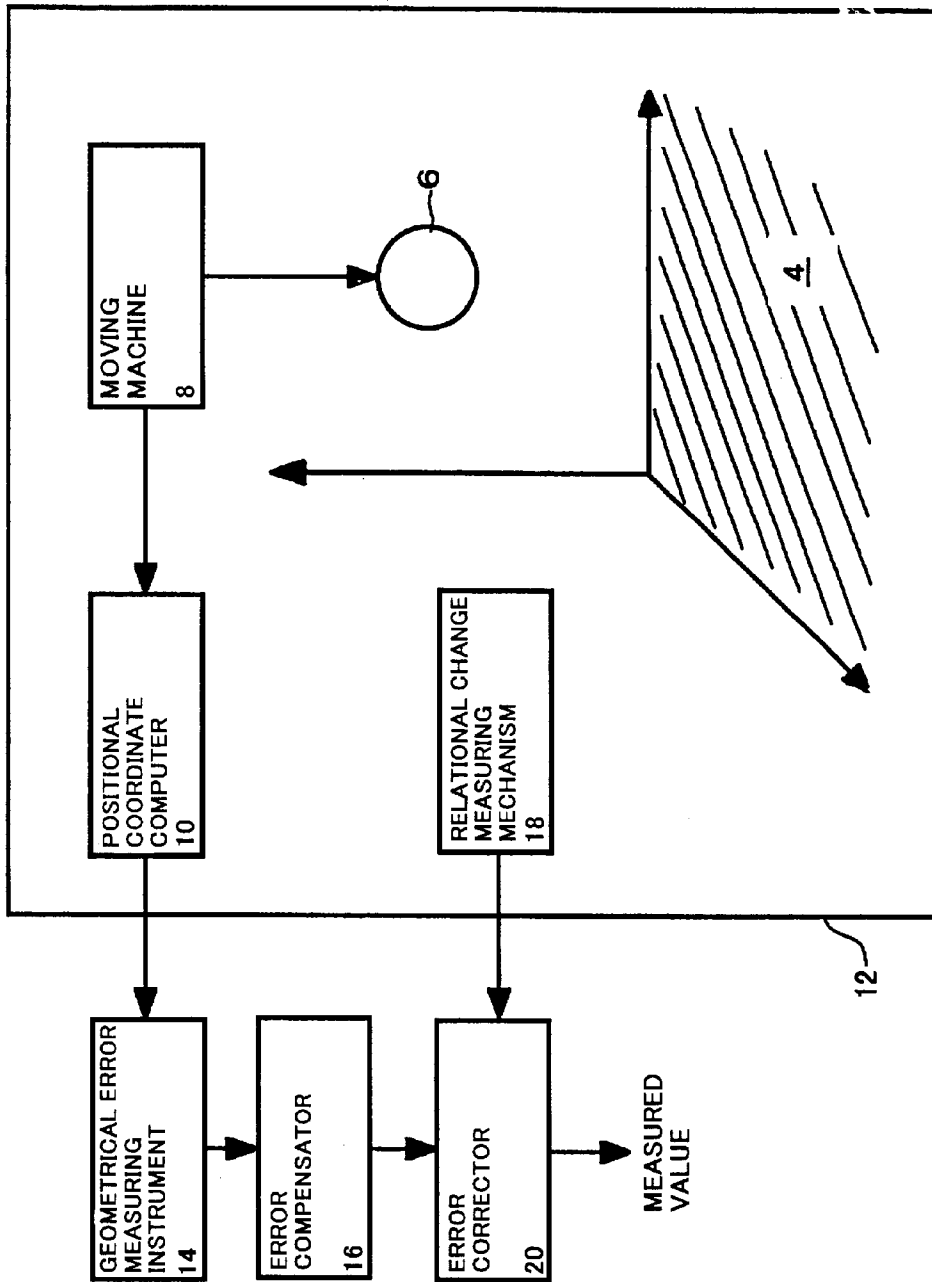 GEOMETRICAL ERROR
MEASURING
INSTRUMENT
14
POSITIONAL
COORDINATE
COMPUTER
10
MOVING
MACHINE
8
6
ERROR
COMPENSATOR
16
ERROR
CORRECTOR
20
RELATIONAL CHANGE
MEASURING
MECHANISM
18
4
MEASURED
VALUE
12